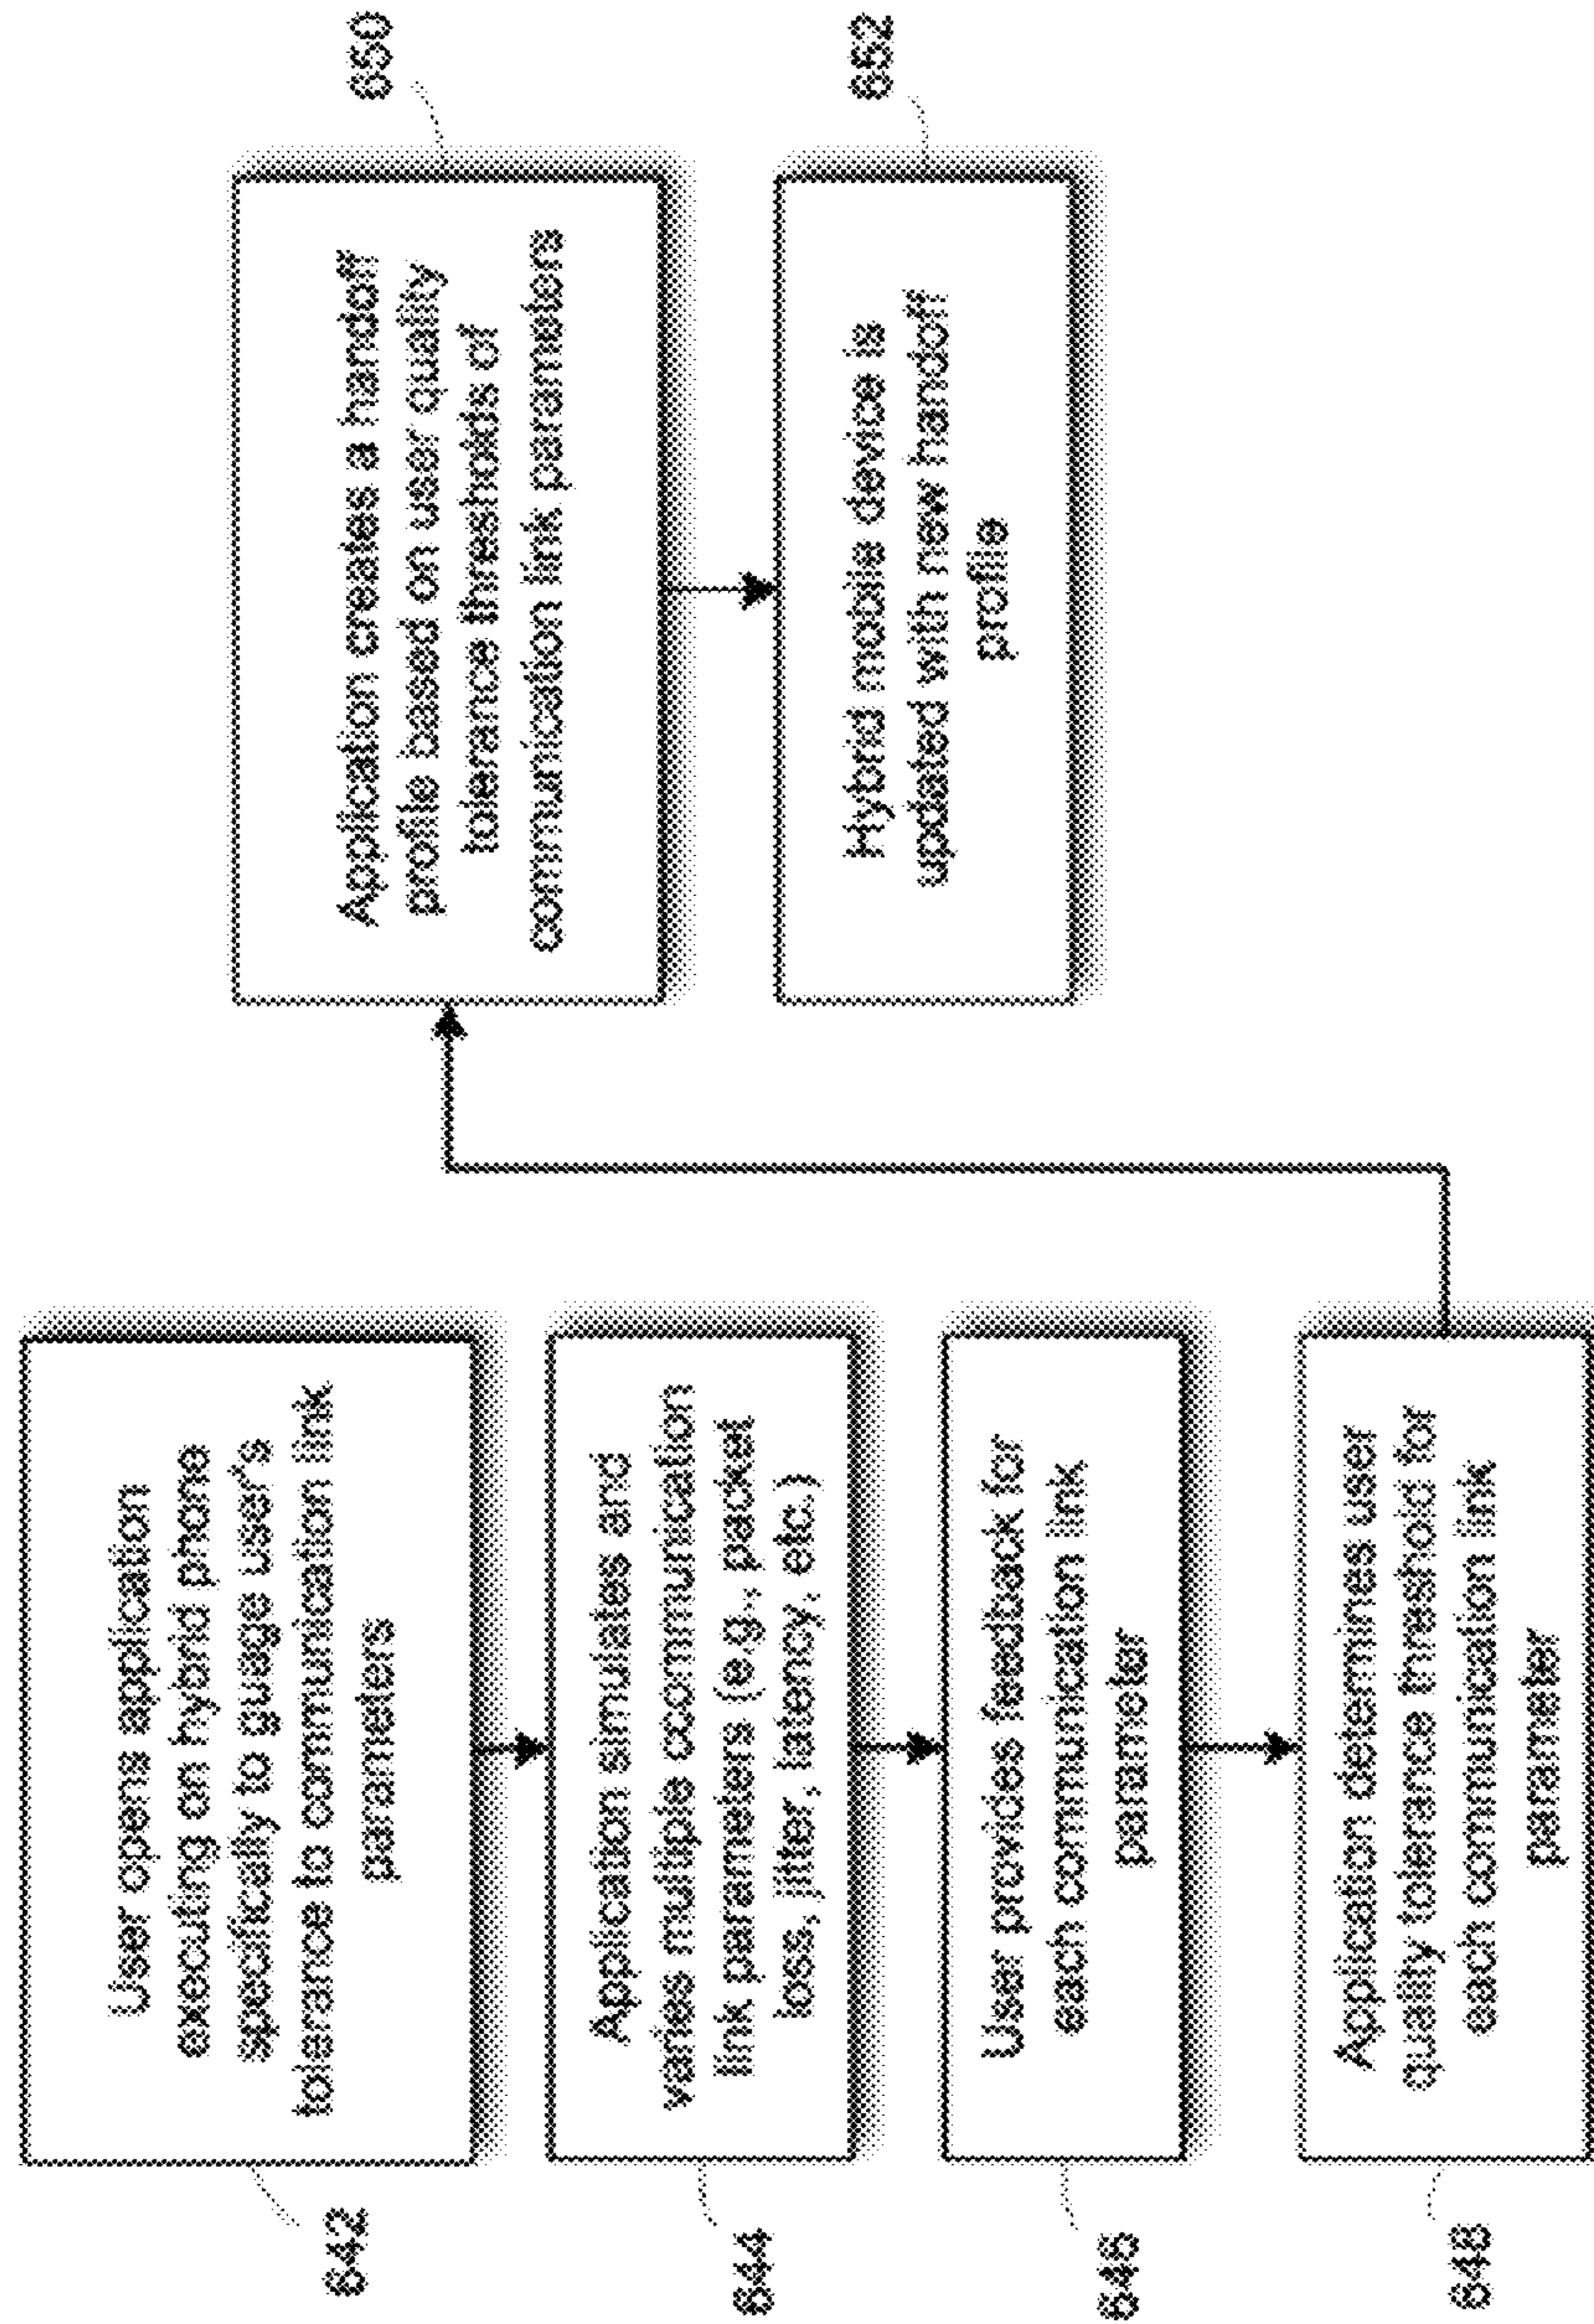 642
User opens application
executing on hybrid phone
specifically to guage user's
tolerance to communication link
parameters
644
Application simulates and
varies multiple communication
link parameters (e.g., packet
loss, jitter, latency, etc.)
646
User provides feedback for
each communication link
parameter
648
Application determines user
quality tolerance threshold for
each communication link
parameter
650
Application creates a handoff
profile based on user quality
tolerance thresholds of
communication link parameters
652
Hybrid mobile device is
updated with new handoff
profile